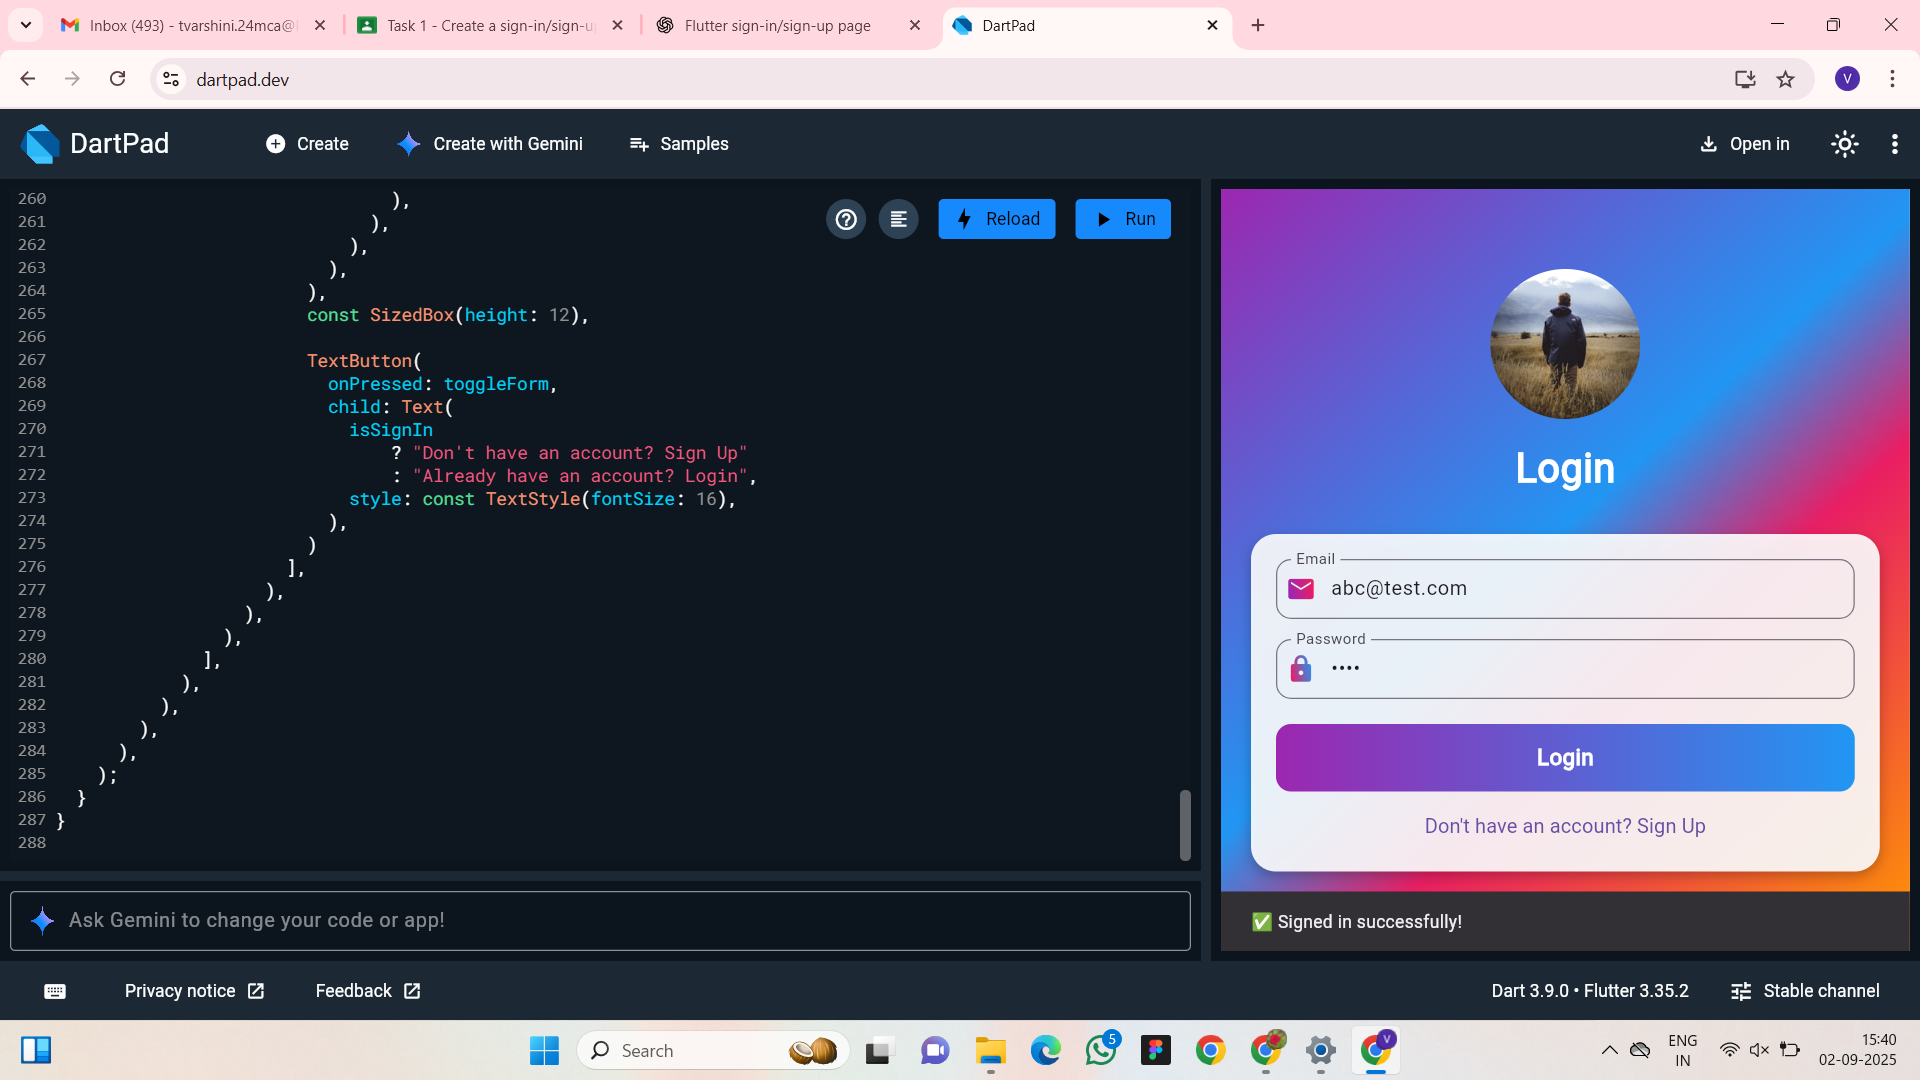 Inbox (493) - tvarshini.24mca@
Task 1 - Create a sign-in/sign-u
Flutter sign-in/sign-up page
DartPad
dartpad.dev
V
DartPad
Create
Create with Gemini
Samples
Open in
260 ),
261 ),
262 ),
263 ),
264 ),
265 const SizedBox(height: 12),
266
267 TextButton(
268 onPressed: toggleForm,
269 child: Text(
270 isSignIn
271 ? "Don't have an account? Sign Up"
272 : "Already have an account? Login",
273 style: const TextStyle(fontSize: 16),
274 ),
275 )
276 ],
277 ),
278 ),
279 ),
280 ],
281 ),
282 ),
283 ),
284 ),
285 );
286 }
287 }
288
Reload
Run
Login
Email
abc@test.com
Password
••••
Login
Don't have an account? Sign Up
✅ Signed in successfully!
Ask Gemini to change your code or app!
Privacy notice
Feedback
Dart 3.9.0 • Flutter 3.35.2
Stable channel
Search
5
V
ENG
IN
15:40
02-09-2025